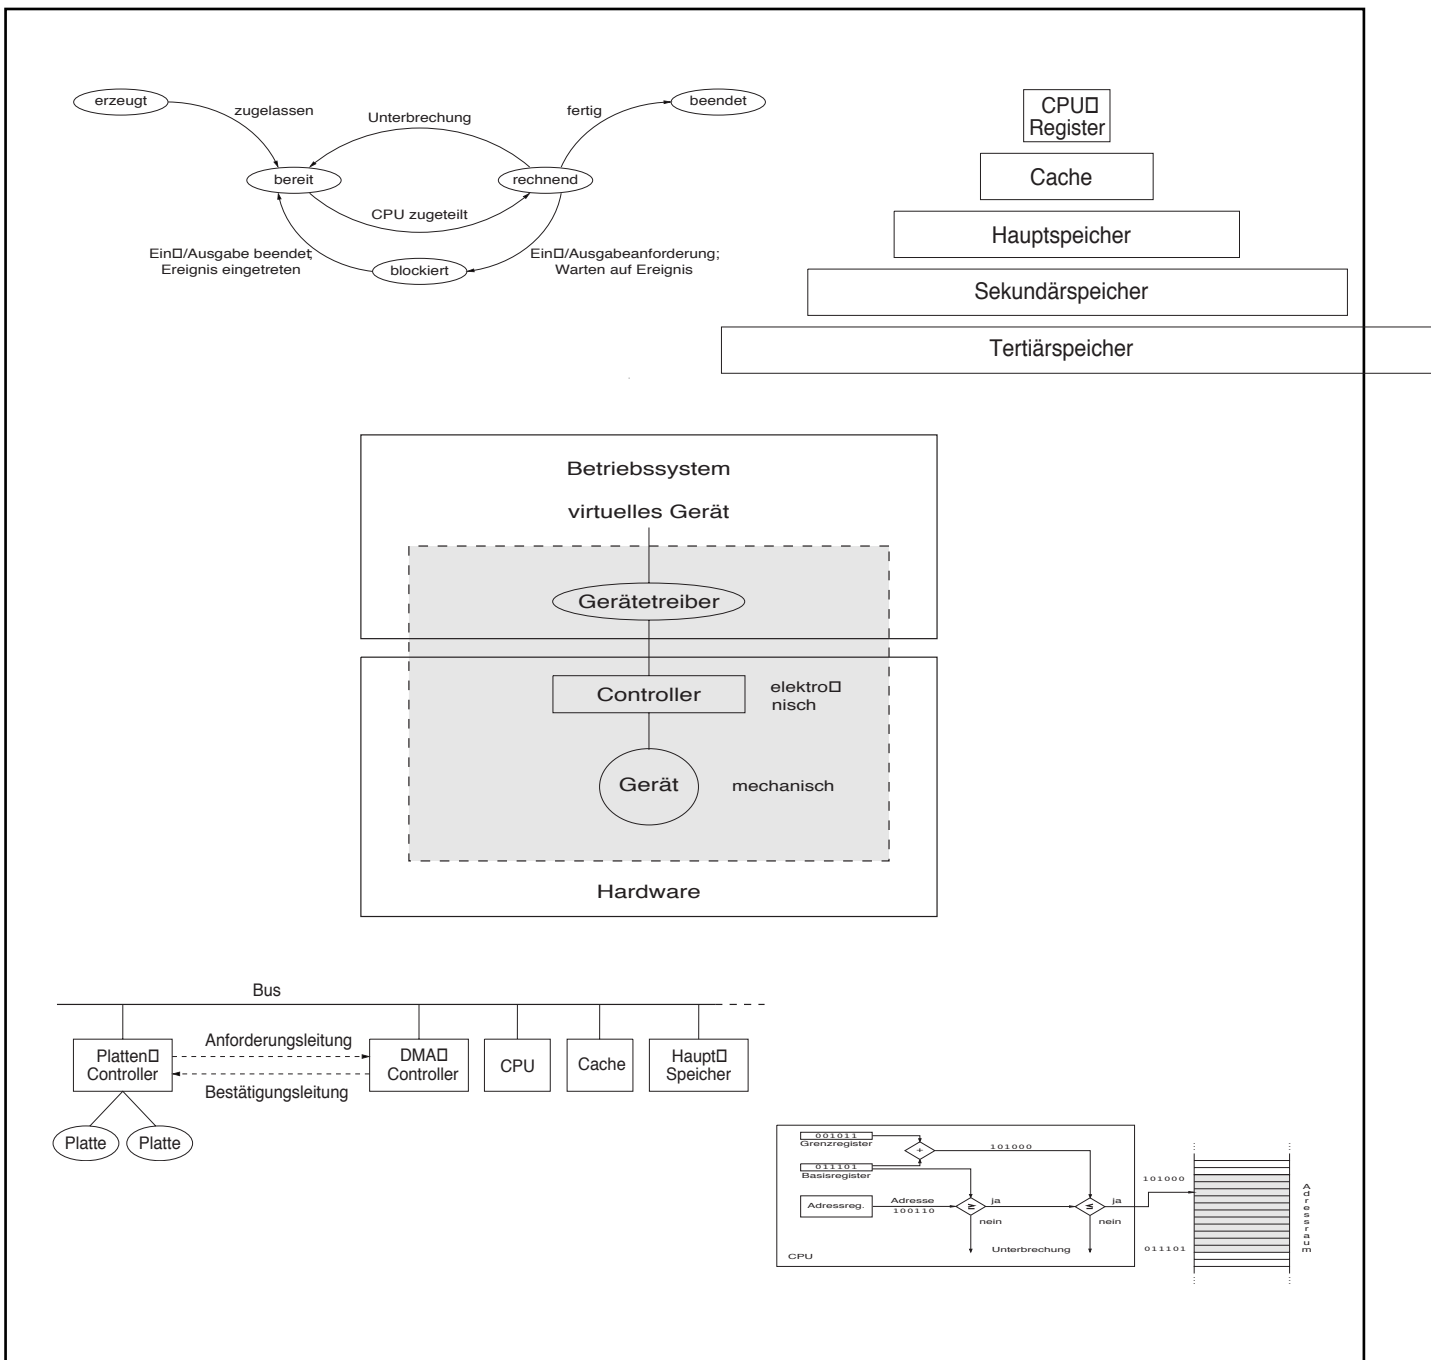 erzeugt
zugelassen
Unterbrechung
fertig
beendet
bereit
rechnend
CPU zugeteilt
Ein□/Ausgabe beendet;
Ereignis eingetreten
blockiert
Ein□/Ausgabeanforderung;
Warten auf Ereignis
CPU□
Register
Cache
Hauptspeicher
Sekundärspeicher
Tertiärspeicher
Betriebssystem
virtuelles Gerät
Gerätetreiber
Controller
elektro□
nisch
Gerät
mechanisch
Hardware
Bus
Platten□
Controller
Anforderungsleitung
Bestätigungsleitung
DMA□
Controller
CPU
Cache
Haupt□
Speicher
Platte
Platte
001011
Grenzregister
011101
Basisregister
+
101000
Adressreg.
Adresse
100110
≥
ja
nein
≤
ja
nein
Unterbrechung
CPU
101000
011101
Adressraum